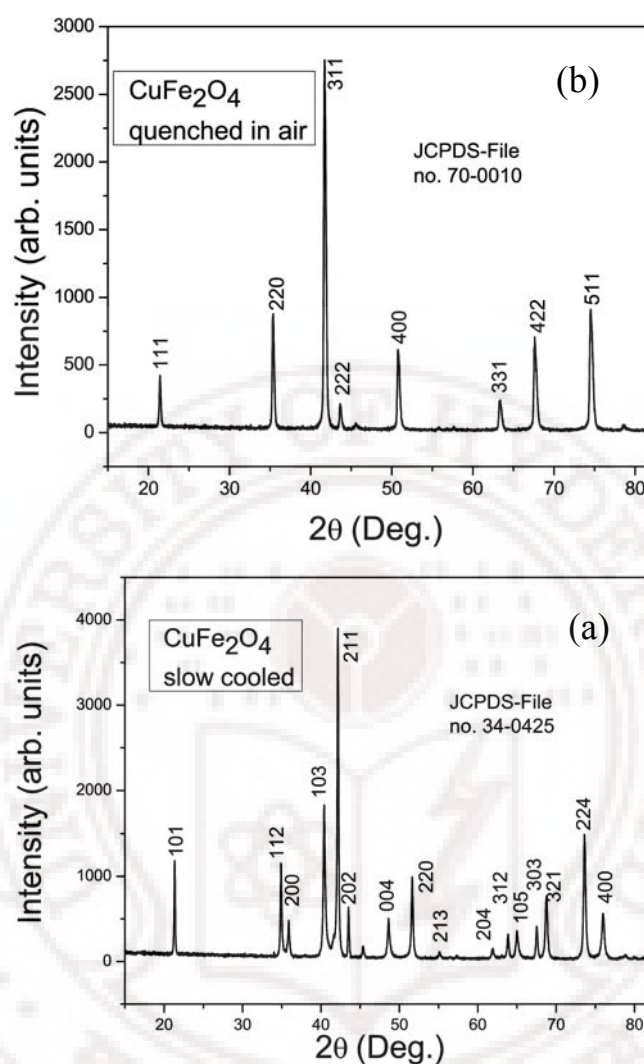 (b)
CuFe2O4
quenched in air
JCPDS-File
no. 70-0010
Intensity (arb. units)
3000
2500
2000
1500
1000
500
0
111
220
311
222
400
331
422
511
20 30 40 50 60 70 80
2θ (Deg.)
(a)
CuFe2O4
slow cooled
JCPDS-File
no. 34-0425
Intensity (arb. units)
4000
3000
2000
1000
0
101
112
200
103
211
202
004
220
213
204
312
105
303
321
224
400
20 30 40 50 60 70 80
2θ (Deg.)
UNIVERSITY OF HYDERA